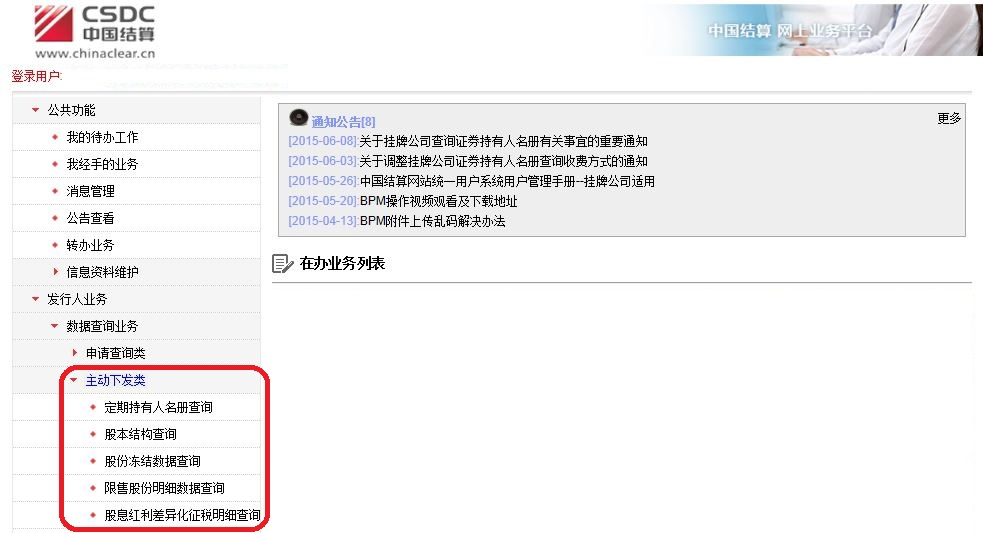 CSDC
中国结算
www.chinaclear.cn
中国结算 网上业务平台
登录用户:
公共功能
我的待办工作
我经手的业务
消息管理
公告查看
转办业务
信息资料维护
发行人业务
数据查询业务
申请查询类
主动下发类
定期持有人名册查询
股本结构查询
股份冻结数据查询
限售股份明细数据查询
股息红利差异化征税明细查询
通知公告[8]
更多
[2015-06-08]:关于挂牌公司查询证券持有人名册有关事宜的重要通知
[2015-06-03]:关于调整挂牌公司证券持有人名册查询收费方式的通知
[2015-05-26]:中国结算网站统一用户系统用户管理手册--挂牌公司适用
[2015-05-20]:BPM操作视频观看及下载地址
[2015-04-13]:BPM附件上传乱码解决办法
在办业务列表